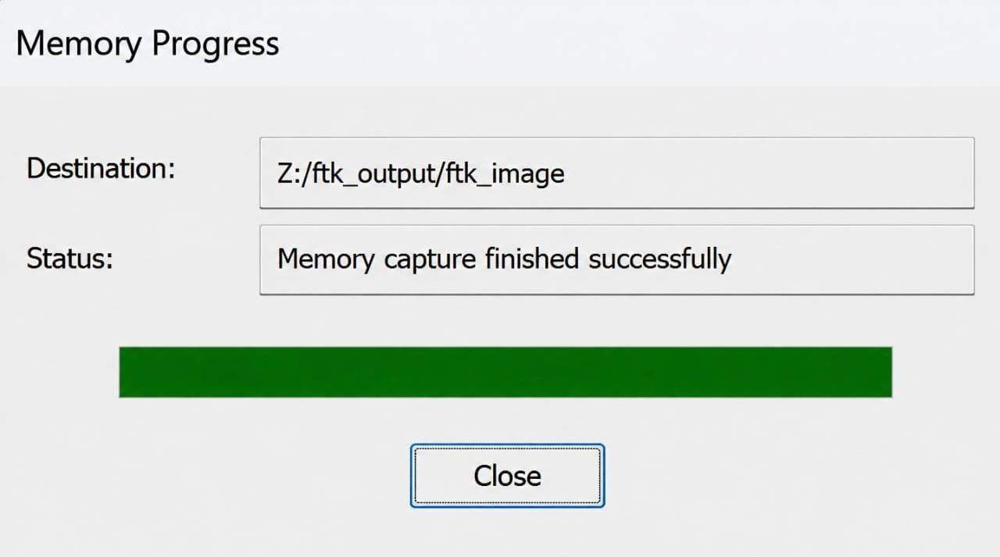 Memory Progress
Destination: Z:/ftk_output/ftk_image
Status: Memory capture finished successfully
Close